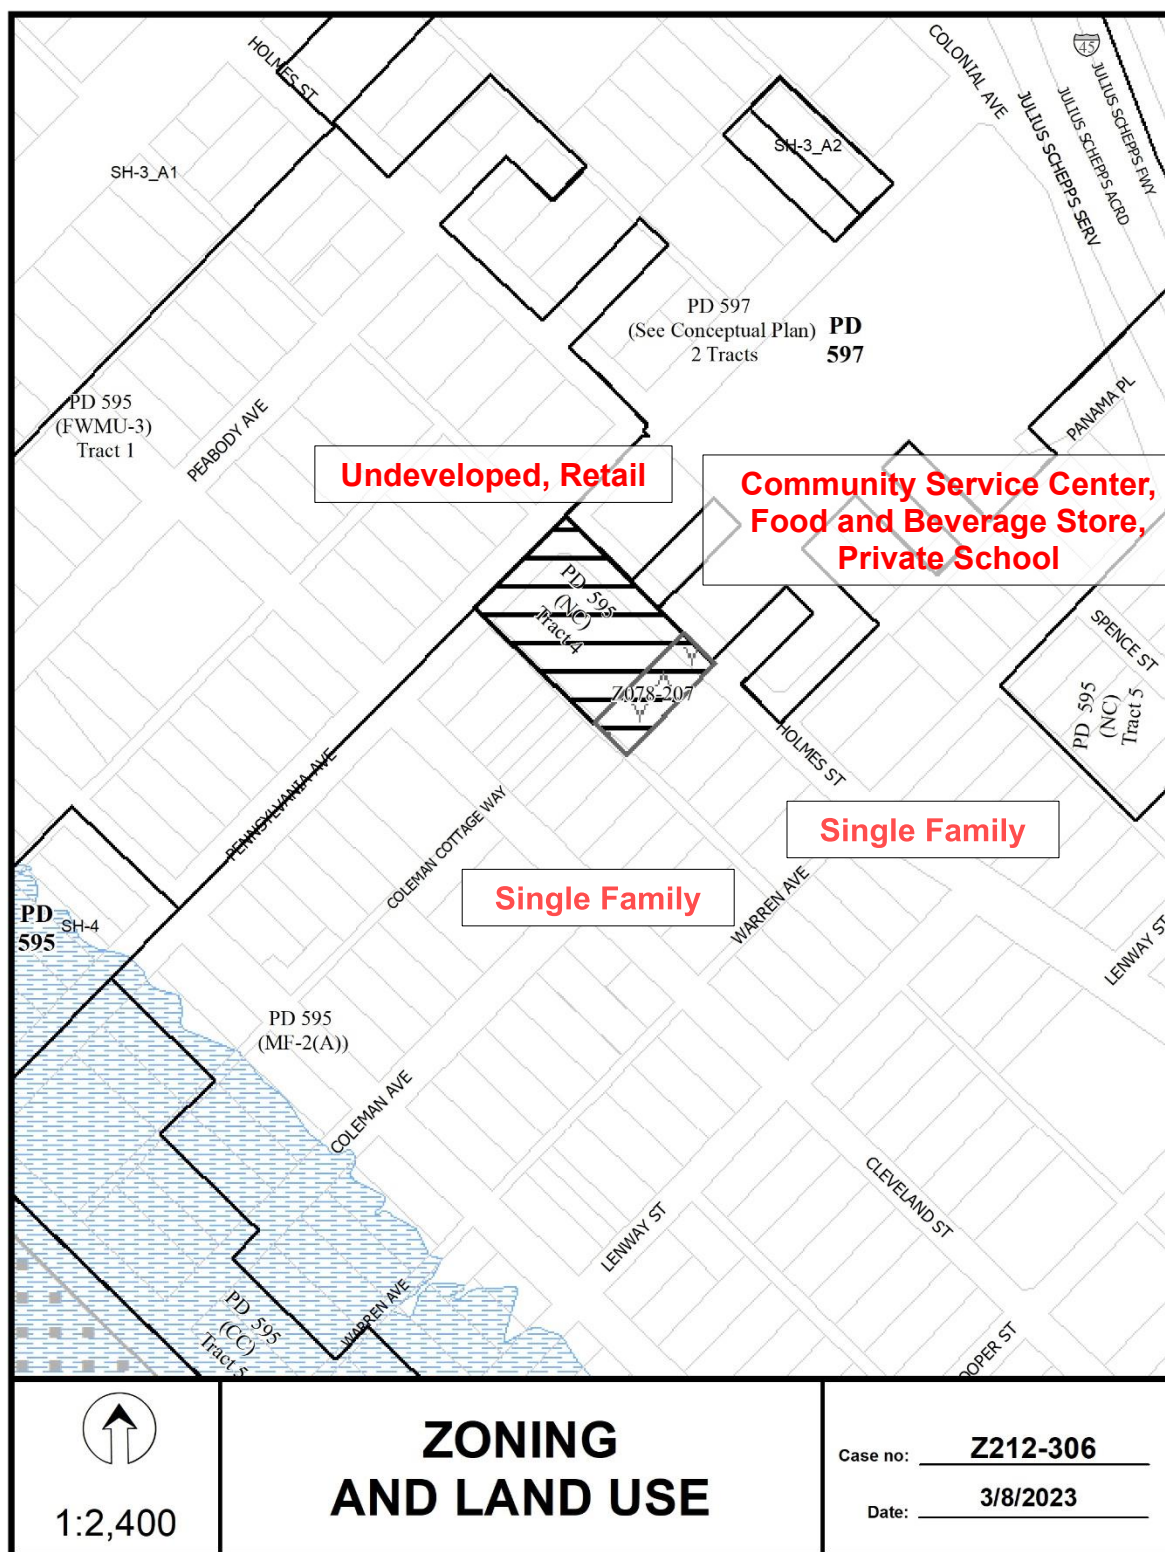 HOLMES ST
COLONIAL AVE
45
JULIUS SCHEPPS FWY
JULIUS SCHEPPS ACRD
JULIUS SCHEPPS SERV
SH-3_A1
SH-3_A2
PD 597
(See Conceptual Plan)
2 Tracts
PD
597
PANAMA PL
PD 595
(FWMU-3)
Tract 1
PEABODY AVE
Undeveloped, Retail
Community Service Center,
Food and Beverage Store,
Private School
PD 595
(NC)
Tract 4
Z078-207
SPENCE ST
PD 595
(NC)
Tract 5
HOLMES ST
PENNSYLVANIA AVE
COLEMAN COTTAGE WAY
Single Family
Single Family
WARREN AVE
LENWAY ST
PD
595
SH-4
PD 595
(MF-2(A))
COLEMAN AVE
CLEVELAND ST
LENWAY ST
WARREN AVE
PD 595
(CC)
Tract 5
OOPER ST
1:2,400
ZONING
AND LAND USE
Case no: Z212-306
Date: 3/8/2023